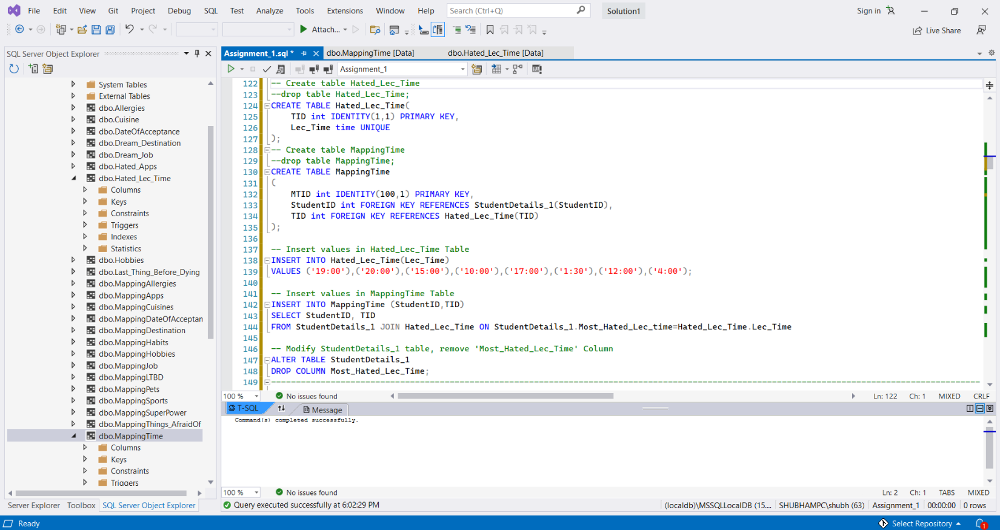 File Edit View Git Project Debug SQL Test Analyze Tools Extensions Window Help Search (Ctrl+Q) Solution1 Sign in
Attach... Live Share
SQL Server Object Explorer
System Tables
External Tables
dbo.Allergies
dbo.Cuisine
dbo.DateOfAcceptance
dbo.Dream_Destination
dbo.Dream_Job
dbo.Hated_Apps
dbo.Hated_Lec_Time
Columns
Keys
Constraints
Triggers
Indexes
Statistics
dbo.Hobbies
dbo.Last_Thing_Before_Dying
dbo.MappingAllergies
dbo.MappingApps
dbo.MappingCuisines
dbo.MappingDateOfAcceptan
dbo.MappingDestination
dbo.MappingHabits
dbo.MappingHobbies
dbo.MappingJob
dbo.MappingLTBD
dbo.MappingPets
dbo.MappingSports
dbo.MappingSuperPower
dbo.MappingThings_AfraidOf
dbo.MappingTime
Columns
Keys
Constraints
Triggers
Server Explorer Toolbox SQL Server Object Explorer
Assignment_1.sql * dbo.MappingTime [Data] dbo.Hated_Lec_Time [Data]
Assignment_1
122 -- Create table Hated_Lec_Time
123 --drop table Hated_Lec_Time;
124 CREATE TABLE Hated_Lec_Time(
125 TID int IDENTITY(1,1) PRIMARY KEY,
126 Lec_Time time UNIQUE
127 );
128 -- Create table MappingTime
129 --drop table MappingTime;
130 CREATE TABLE MappingTime
131 (
132 MTID int IDENTITY(100,1) PRIMARY KEY,
133 StudentID int FOREIGN KEY REFERENCES StudentDetails_1(StudentID),
134 TID int FOREIGN KEY REFERENCES Hated_Lec_Time(TID)
135 );
136
137 -- Insert values in Hated_Lec_Time Table
138 INSERT INTO Hated_Lec_Time(Lec_Time)
139 VALUES ('19:00'),('20:00'),('15:00'),('10:00'),('17:00'),('1:30'),('12:00'),('4:00');
140
141 -- Insert values in MappingTime Table
142 INSERT INTO MappingTime (StudentID,TID)
143 SELECT StudentID, TID
144 FROM StudentDetails_1 JOIN Hated_Lec_Time ON StudentDetails_1.Most_Hated_Lec_time=Hated_Lec_Time.Lec_Time
145
146 -- Modify StudentDetails_1 table, remove 'Most_Hated_Lec_Time' Column
147 ALTER TABLE StudentDetails_1
148 DROP COLUMN Most_Hated_Lec_Time;
149
100 % No issues found Ln: 122 Ch: 1 MIXED CRLF
T-SQL Message
Command(s) completed successfully.
100 % No issues found Ln: 2 Ch: 1 TABS MIXED
Query executed successfully at 6:02:29 PM (localdb)\MSSQLLocalDB (15.... SHUBHAMPC\shubh (63) Assignment_1 00:00:00 0 rows
Ready Select Repository 1